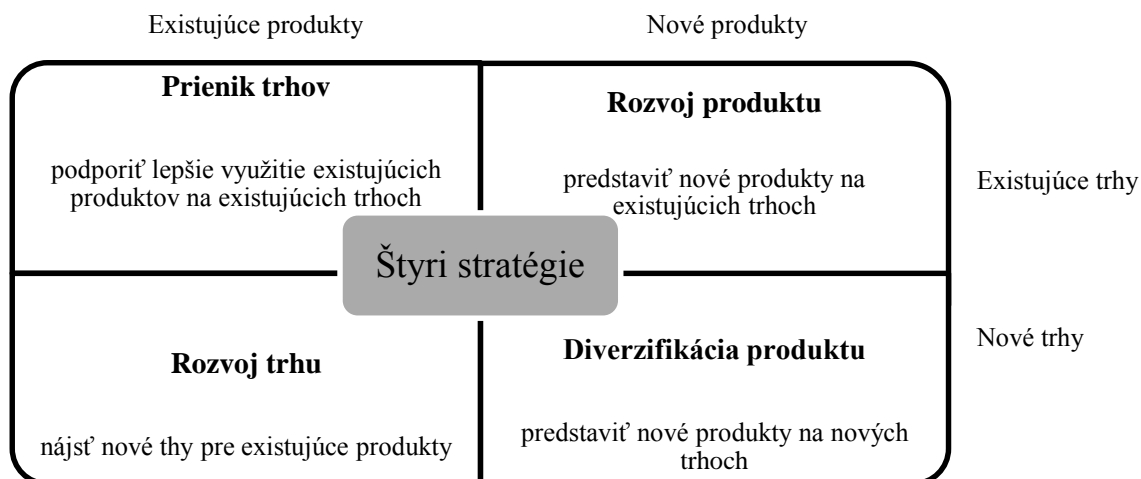 Existujúce produkty
Nové produkty
Prienik trhov
podporiť lepšie využitie existujúcich
produktov na existujúcich trhoch
Rozvoj produktu
predstaviť nové produkty na
existujúcich trhoch
Existujúce trhy
Štyri stratégie
Rozvoj trhu
nájsť nové thy pre existujúce produkty
Diverzifikácia produktu
predstaviť nové produkty na nových
trhoch
Nové trhy